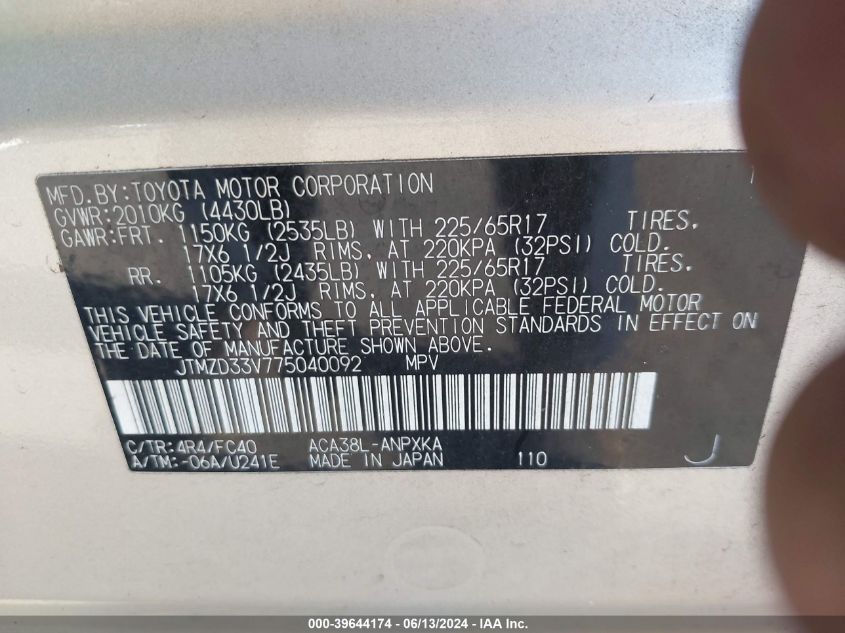 MFD.BY:TOYOTA MOTOR CORPORATION
GVWR:2010KG (4430LB)
GAWR:FRT. 1150KG (2535LB) WITH 225/65R17 TIRES,
17X6 1/2J RIMS, AT 220KPA (32PSI) COLD.
RR. 1105KG (2435LB) WITH 225/65R17 TIRES,
17X6 1/2J RIMS, AT 220KPA (32PSI) COLD.
THIS VEHICLE CONFORMS TO ALL APPLICABLE FEDERAL MOTOR
VEHICLE SAFETY AND THEFT PREVENTION STANDARDS IN EFFECT ON
THE DATE OF MANUFACTURE SHOWN ABOVE.
JTMZD33V775040092 MPV
C/TR:4R4/FC40 ACA38L-ANPXKA
A/TM:-06A/U241E MADE IN JAPAN 110 J
000-39644174 - 06/13/2024 - IAA Inc.